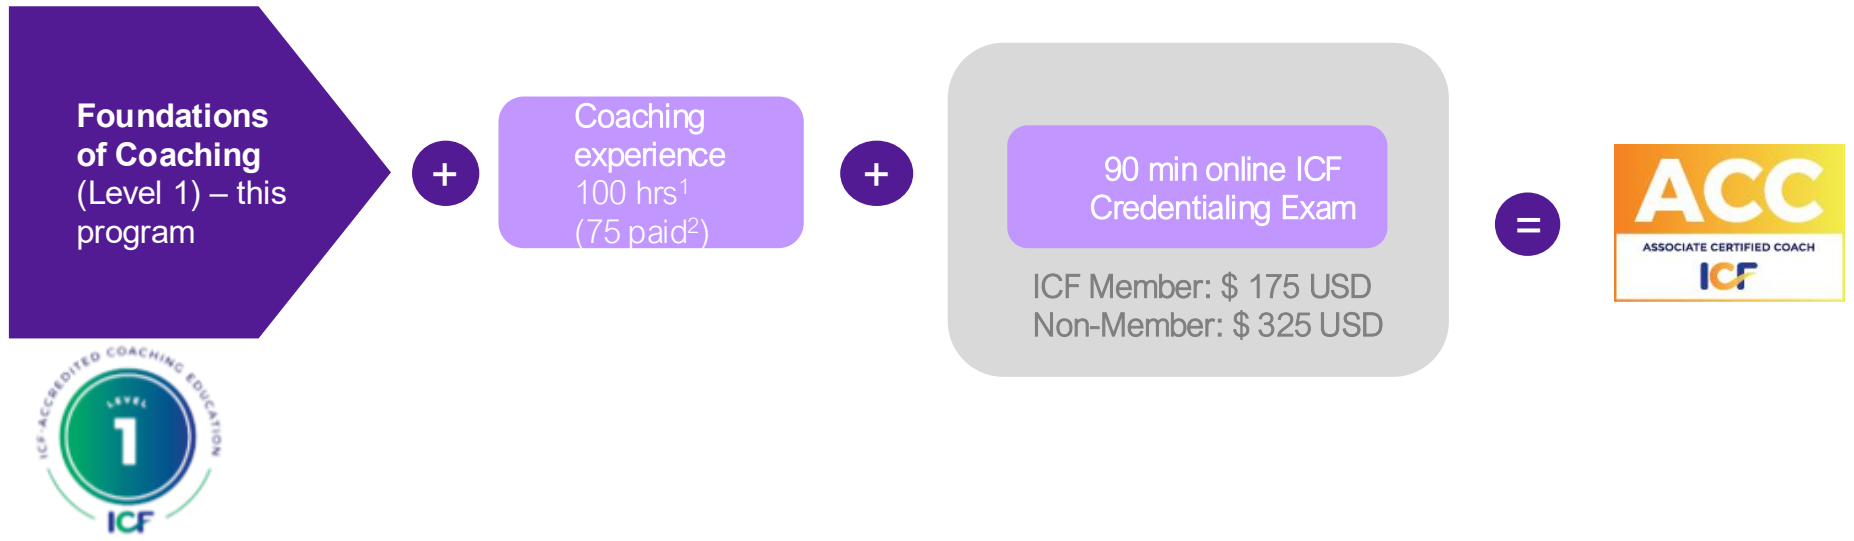 Foundations
of Coaching
(Level 1) – this
program
+
Coaching
experience
100 hrs¹
(75 paid²)
+
90 min online ICF
Credentialing Exam
ICF Member: $ 175 USD
Non-Member: $ 325 USD
=
ACC
ASSOCIATE CERTIFIED COACH
ICF
ICF-ACCREDITED COACHING EDUCATION
LEVEL
1
ICF